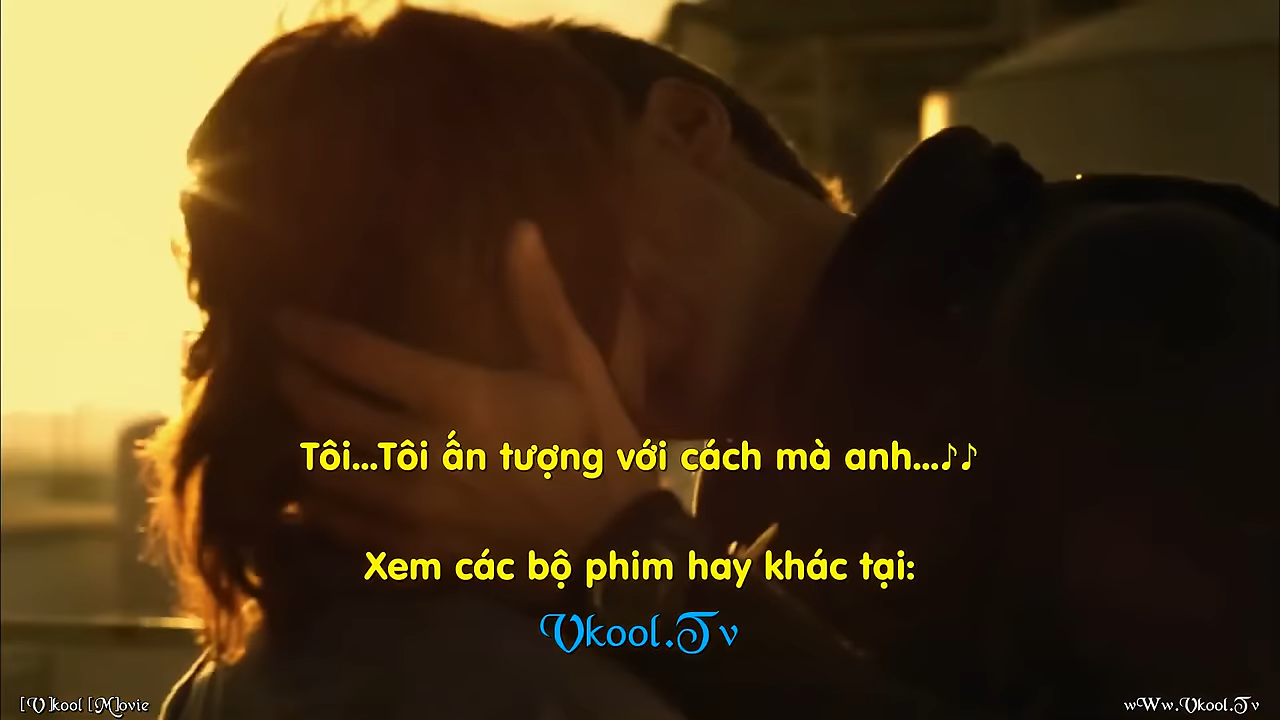 Tôi...Tôi ấn tượng với cách mà anh...♪♪
Xem các bộ phim hay khác tại:
Vkool.Tv
[V]kool [M]ovie
wWw.Vkool.Tv